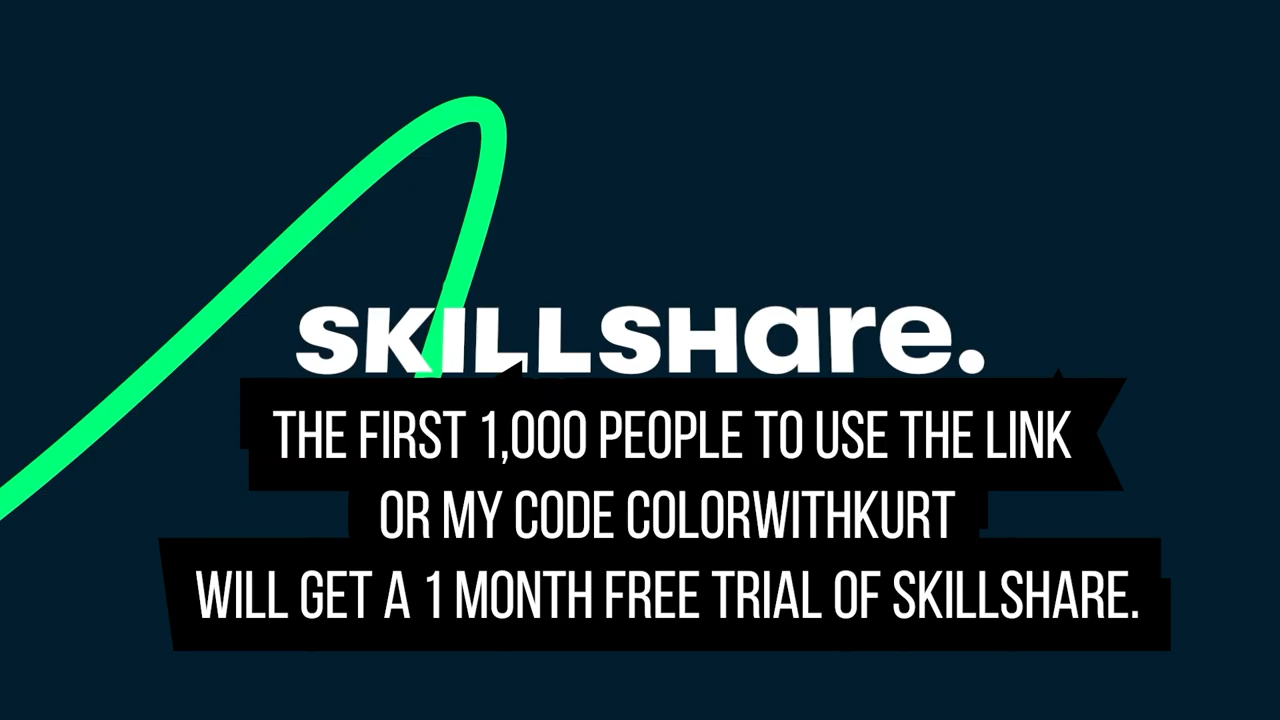 SKILLSHare.
THE FIRST 1,000 PEOPLE TO USE THE LINK
OR MY CODE COLORWITHKURT
WILL GET A 1 MONTH FREE TRIAL OF SKILLSHARE.